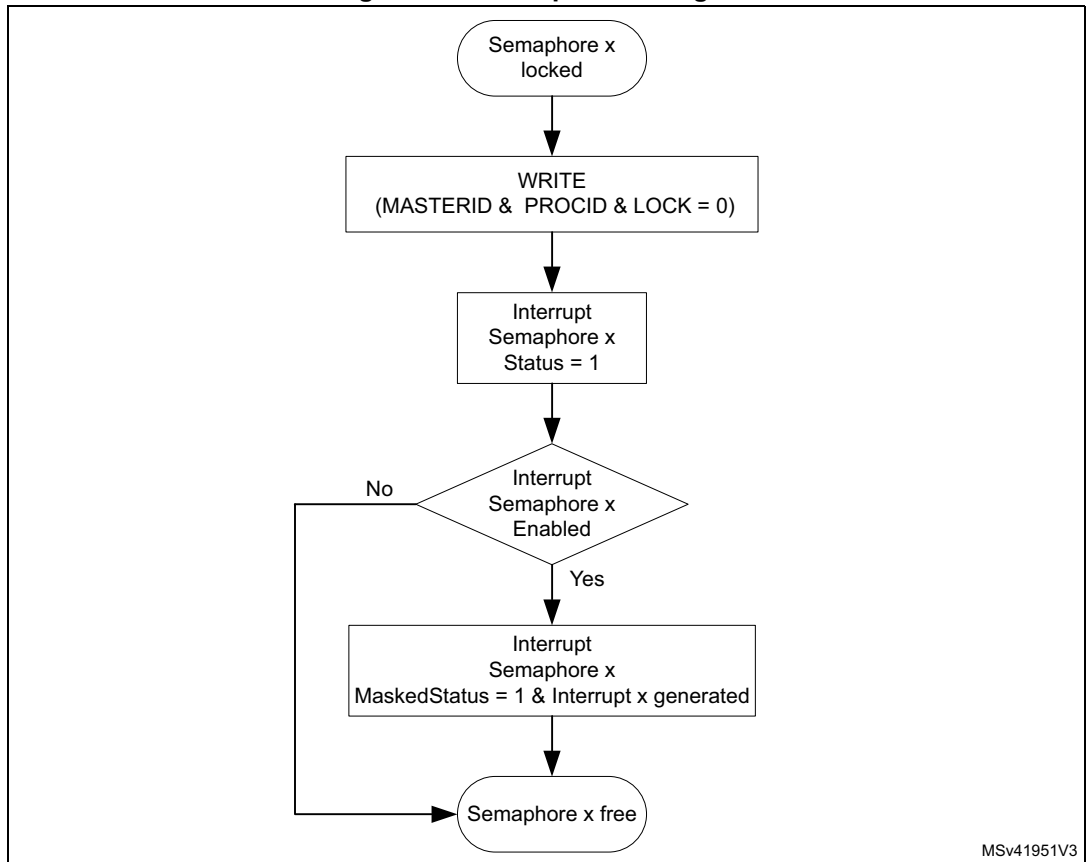 Semaphore x
locked
WRITE
(MASTERID &  PROCID & LOCK = 0)
Interrupt
Semaphore x
Status = 1
Interrupt
Semaphore x
Enabled
No
Yes
Interrupt
Semaphore x
MaskedStatus = 1 & Interrupt x generated
Semaphore x free
MSv41951V3